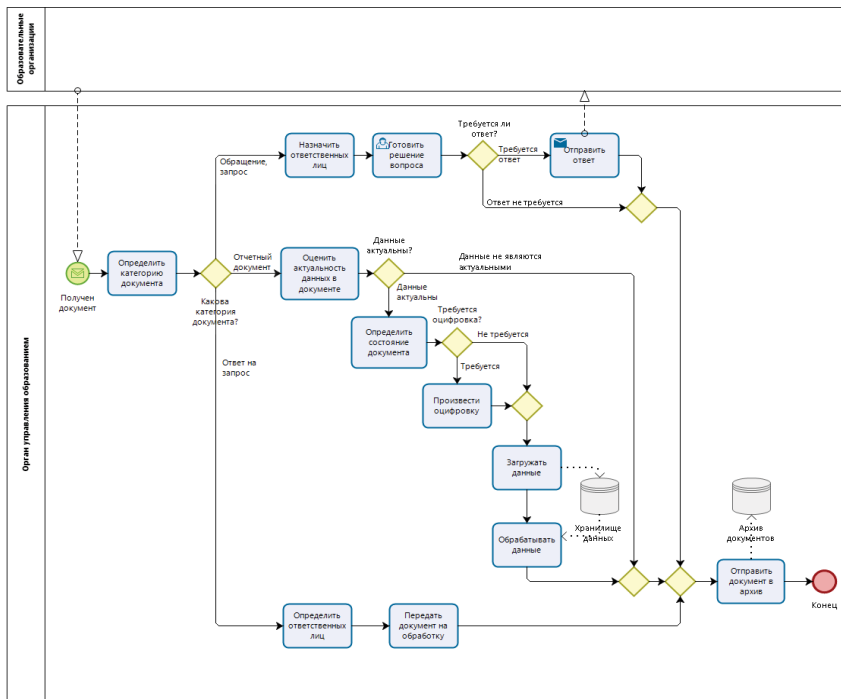 Образовательные
организации
Орган управления образованием
Получен
документ
Определить
категорию
документа
Какова
категория
документа?
Обращение,
запрос
Назначить
ответственных
лиц
Готовить
решение
вопроса
Требуется ли
ответ?
Требуется
ответ
Отправить
ответ
Ответ не требуется
Отчетный
документ
Оценить
актуальность
данных в
документе
Данные
актуальны?
Данные не являются
актуальными
Данные
актуальны
Определить
состояние
документа
Требуется
оцифровка?
Не требуется
Требуется
Произвести
оцифровку
Загружать
данные
Хранилище
данных
Обрабатывать
данные
Ответ на
запрос
Определить
ответственных
лиц
Передать
документ на
обработку
Архив
документов
Отправить
документ в
архив
Конец